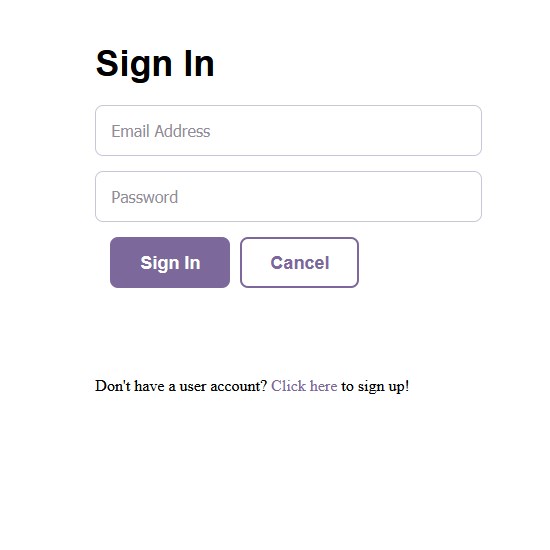 Sign In
Email Address
Password
Sign In Cancel
Don't have a user account? Click here to sign up!